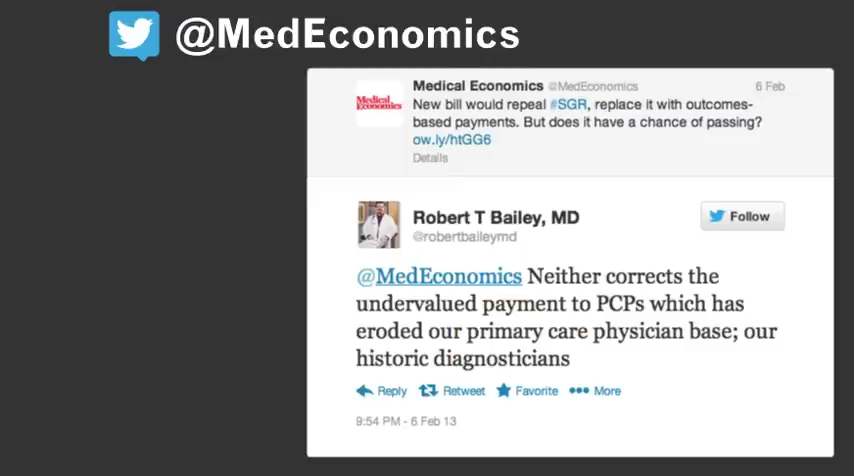 @MedEconomics
Medical Economics @MedEconomics 6 Feb
Medical
Economics
New bill would repeal #SGR, replace it with outcomes-
based payments. But does it have a chance of passing?
ow.ly/htGG6
Details
Robert T Bailey, MD
Follow
@robertbaileymd
@MedEconomics Neither corrects the
undervalued payment to PCPs which has
eroded our primary care physician base; our
historic diagnosticians
Reply Retweet Favorite More
9:54 PM - 6 Feb 13